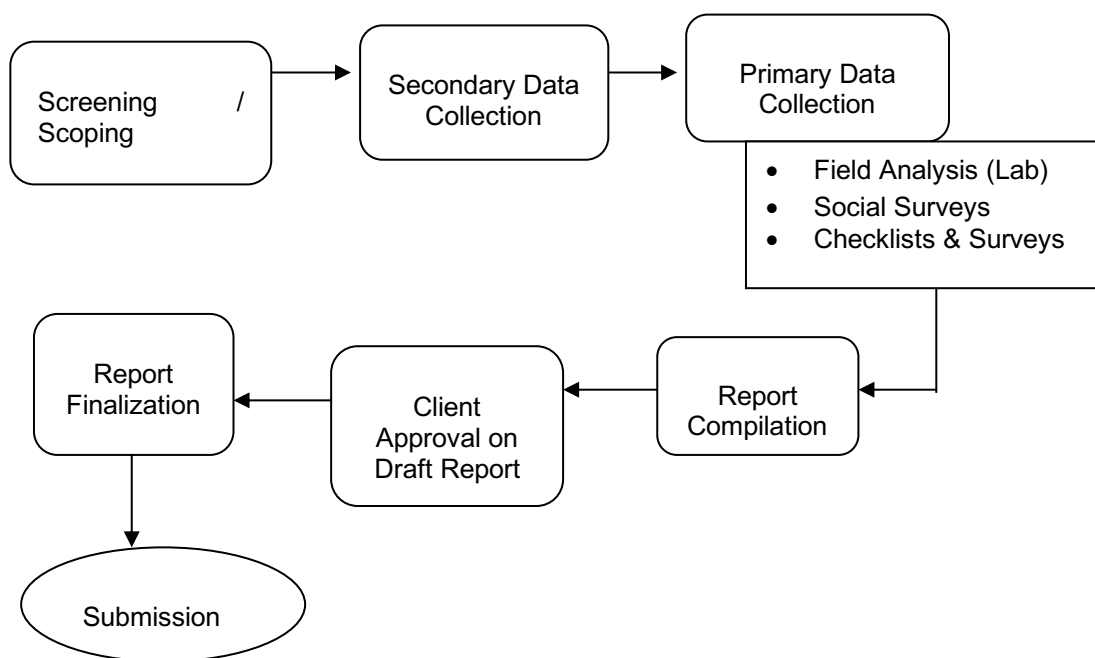 Screening /
Scoping
Secondary Data
Collection
Primary Data
Collection
• Field Analysis (Lab)
• Social Surveys
• Checklists & Surveys
Report
Compilation
Client
Approval on
Draft Report
Report
Finalization
Submission